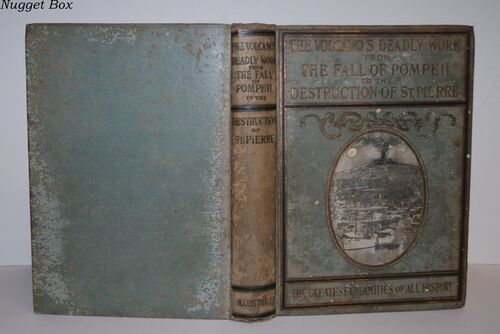 Nugget Box
THE VOLCANO'S
DEADLY WORK
FROM
THE FALL
OF
POMPEII
TO THE
DESTRUCTION
OF
ST. PIERRE
ILLUSTRATED
THE VOLCANO'S DEADLY WORK
FROM
THE FALL OF POMPEII
TO THE
DESTRUCTION OF ST. PIERRE
THE GREATEST CALAMITIES OF ALL HISTORY